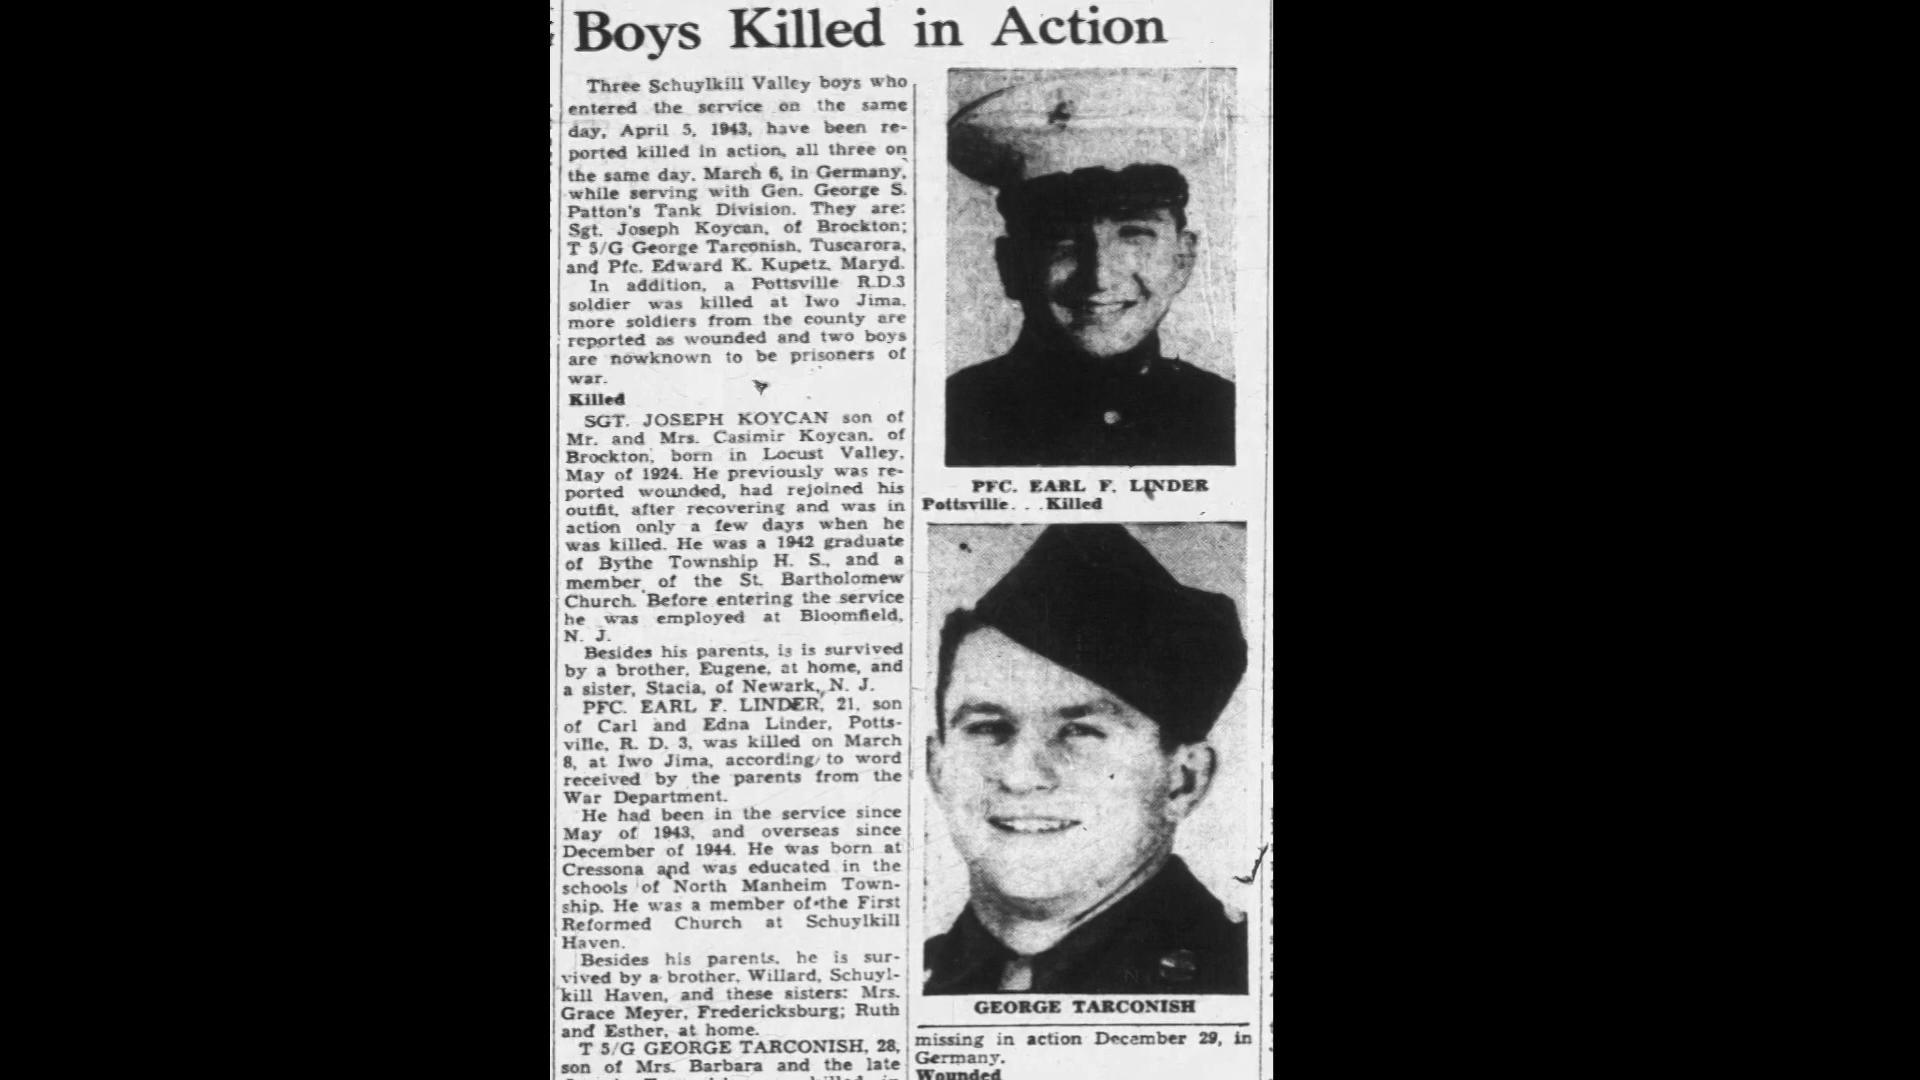 Boys Killed in Action
Three Schuylkill Valley boys who
entered the service on the same
day, April 5, 1943, have been re-
ported killed in action, all three on
the same day, March 6, in Germany,
while serving with Gen. George S.
Patton's Tank Division. They are:
Sgt. Joseph Koycan, of Brockton;
T 5/G George Tarconish, Tuscarora,
and Pfc. Edward K. Kupetz, Maryd.
In addition, a Pottsville R.D.3
soldier was killed at Iwo Jima,
more soldiers from the county are
reported as wounded and two boys
are nowknown to be prisoners of
war.
Killed
SGT. JOSEPH KOYCAN son of
Mr. and Mrs. Casimir Koycan, of
Brockton, born in Locust Valley,
May of 1924. He previously was re-
ported wounded, had rejoined his
outfit, after recovering and was in
action only a few days when he
was killed. He was a 1942 graduate
of Bythe Township H. S., and a
member of the St. Bartholomew
Church. Before entering the service
he was employed at Bloomfield,
N. J.
Besides his parents, is is survived
by a brother, Eugene, at home, and
a sister, Stacia, of Newark, N. J.
PFC. EARL F. LINDER, 21, son
of Carl and Edna Linder, Potts-
ville, R. D. 3, was killed on March
8, at Iwo Jima, according to word
received by the parents from the
War Department.
He had been in the service since
May of 1943, and overseas since
December of 1944. He was born at
Cressona and was educated in the
schools of North Manheim Town-
ship. He was a member of the First
Reformed Church at Schuylkill
Haven.
Besides his parents, he is sur-
vived by a brother, Willard, Schuyl-
kill Haven, and these sisters: Mrs.
Grace Meyer, Fredericksburg; Ruth
and Esther, at home.
T 5/G GEORGE TARCONISH, 28,
son of Mrs. Barbara and the late
PFC. EARL F. LINDER
Pottsville. . .Killed
GEORGE TARCONISH
missing in action December 29, in
Germany.
Wounded